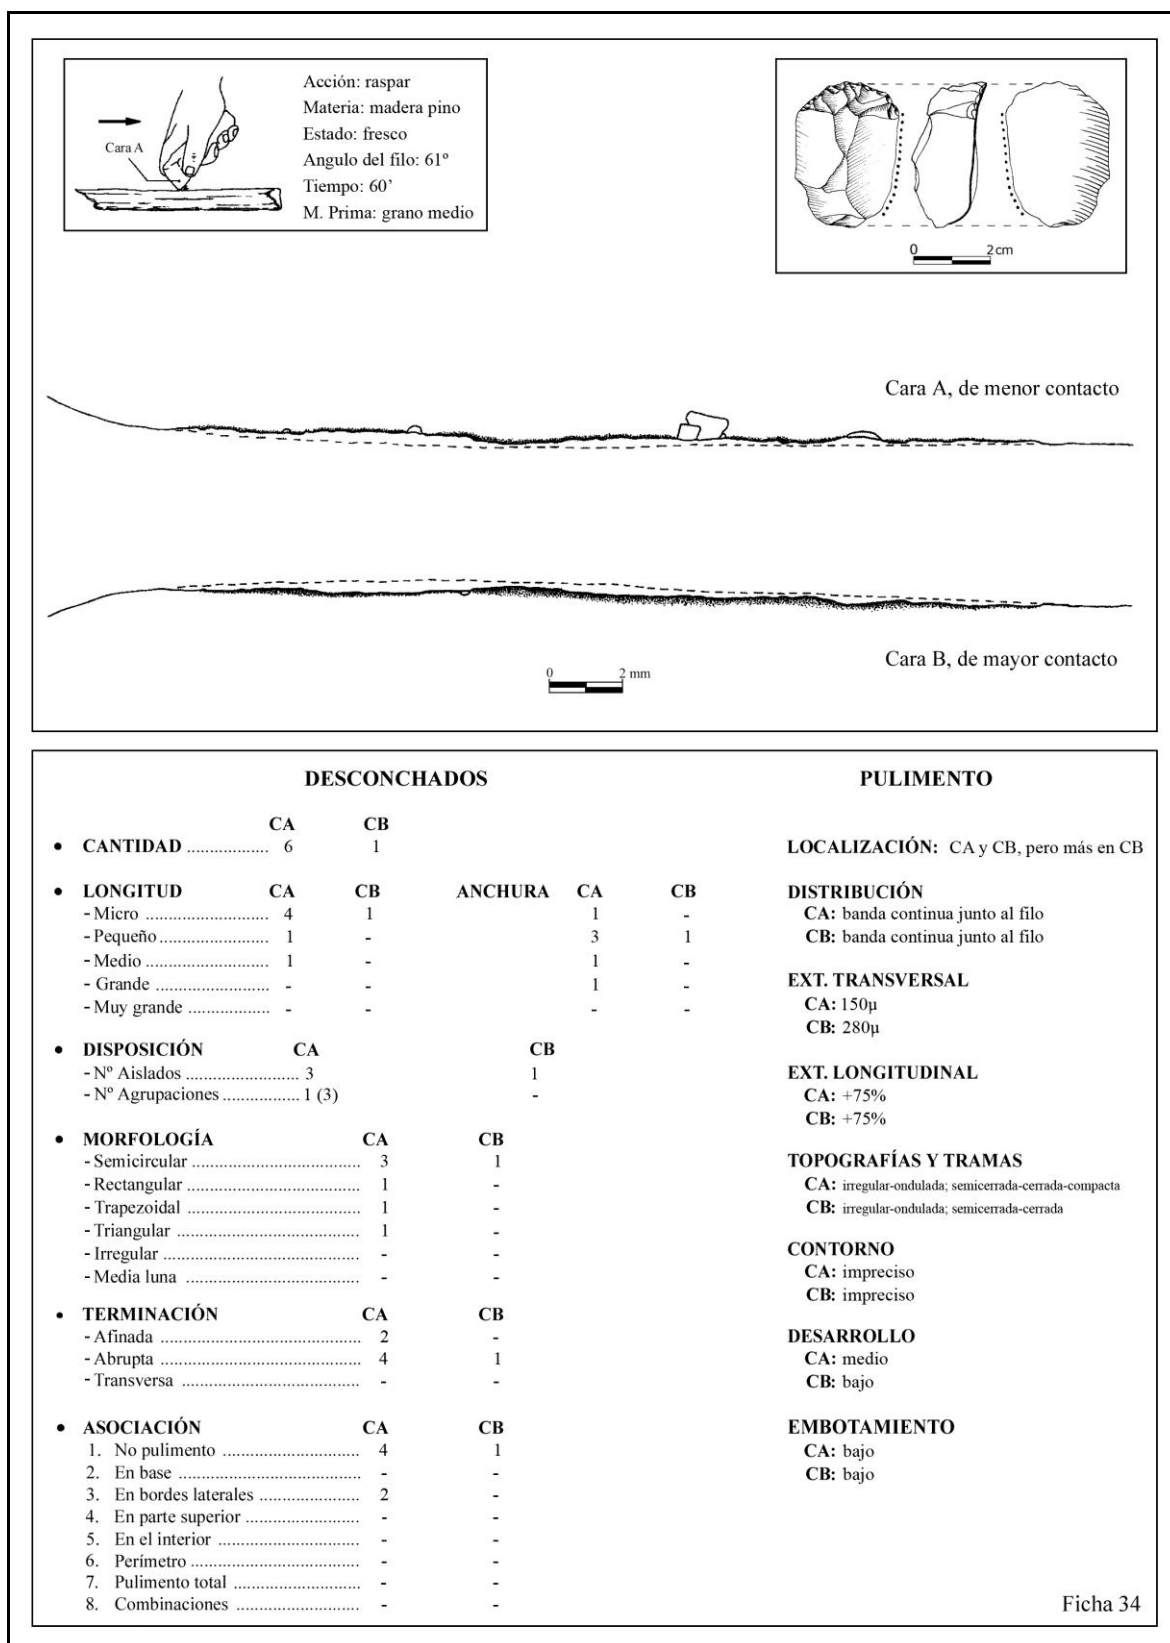 Acción: raspar
Materia: madera pino
Estado: fresco
Angulo del filo: 61º
Tiempo: 60’
M. Prima: grano medio
Cara A
0 2cm
Cara A, de menor contacto
Cara B, de mayor contacto
0 2 mm
DESCONCHADOS
CA CB
• CANTIDAD .................. 6 1
• LONGITUD CA CB ANCHURA CA CB
- Micro ........................... 4 1 1 -
- Pequeño ........................ 1 - 3 1
- Medio ........................... 1 - 1 -
- Grande ......................... - - 1 -
- Muy grande .................. - - - -
• DISPOSICIÓN CA CB
- Nº Aislados ......................... 3 1
- Nº Agrupaciones ................. 1 (3) -
• MORFOLOGÍA CA CB
- Semicircular ..................................... 3 1
- Rectangular ...................................... 1 -
- Trapezoidal ...................................... 1 -
- Triangular ........................................ 1 -
- Irregular ........................................... - -
- Media luna ...................................... - -
• TERMINACIÓN CA CB
- Afinada ............................................ 2 -
- Abrupta ............................................ 4 1
- Transversa ....................................... - -
• ASOCIACIÓN CA CB
1. No pulimento .............................. 4 1
2. En base ........................................ - -
3. En bordes laterales ...................... 2 -
4. En parte superior ......................... - -
5. En el interior ............................... - -
6. Perímetro ..................................... - -
7. Pulimento total ............................ - -
8. Combinaciones ........................... - -
PULIMENTO
LOCALIZACIÓN: CA y CB, pero más en CB
DISTRIBUCIÓN
CA: banda continua junto al filo
CB: banda continua junto al filo
EXT. TRANSVERSAL
CA: 150µ
CB: 280µ
EXT. LONGITUDINAL
CA: +75%
CB: +75%
TOPOGRAFÍAS Y TRAMAS
CA: irregular-ondulada; semicerrada-cerrada-compacta
CB: irregular-ondulada; semicerrada-cerrada
CONTORNO
CA: impreciso
CB: impreciso
DESARROLLO
CA: medio
CB: bajo
EMBOTAMIENTO
CA: bajo
CB: bajo
Ficha 34